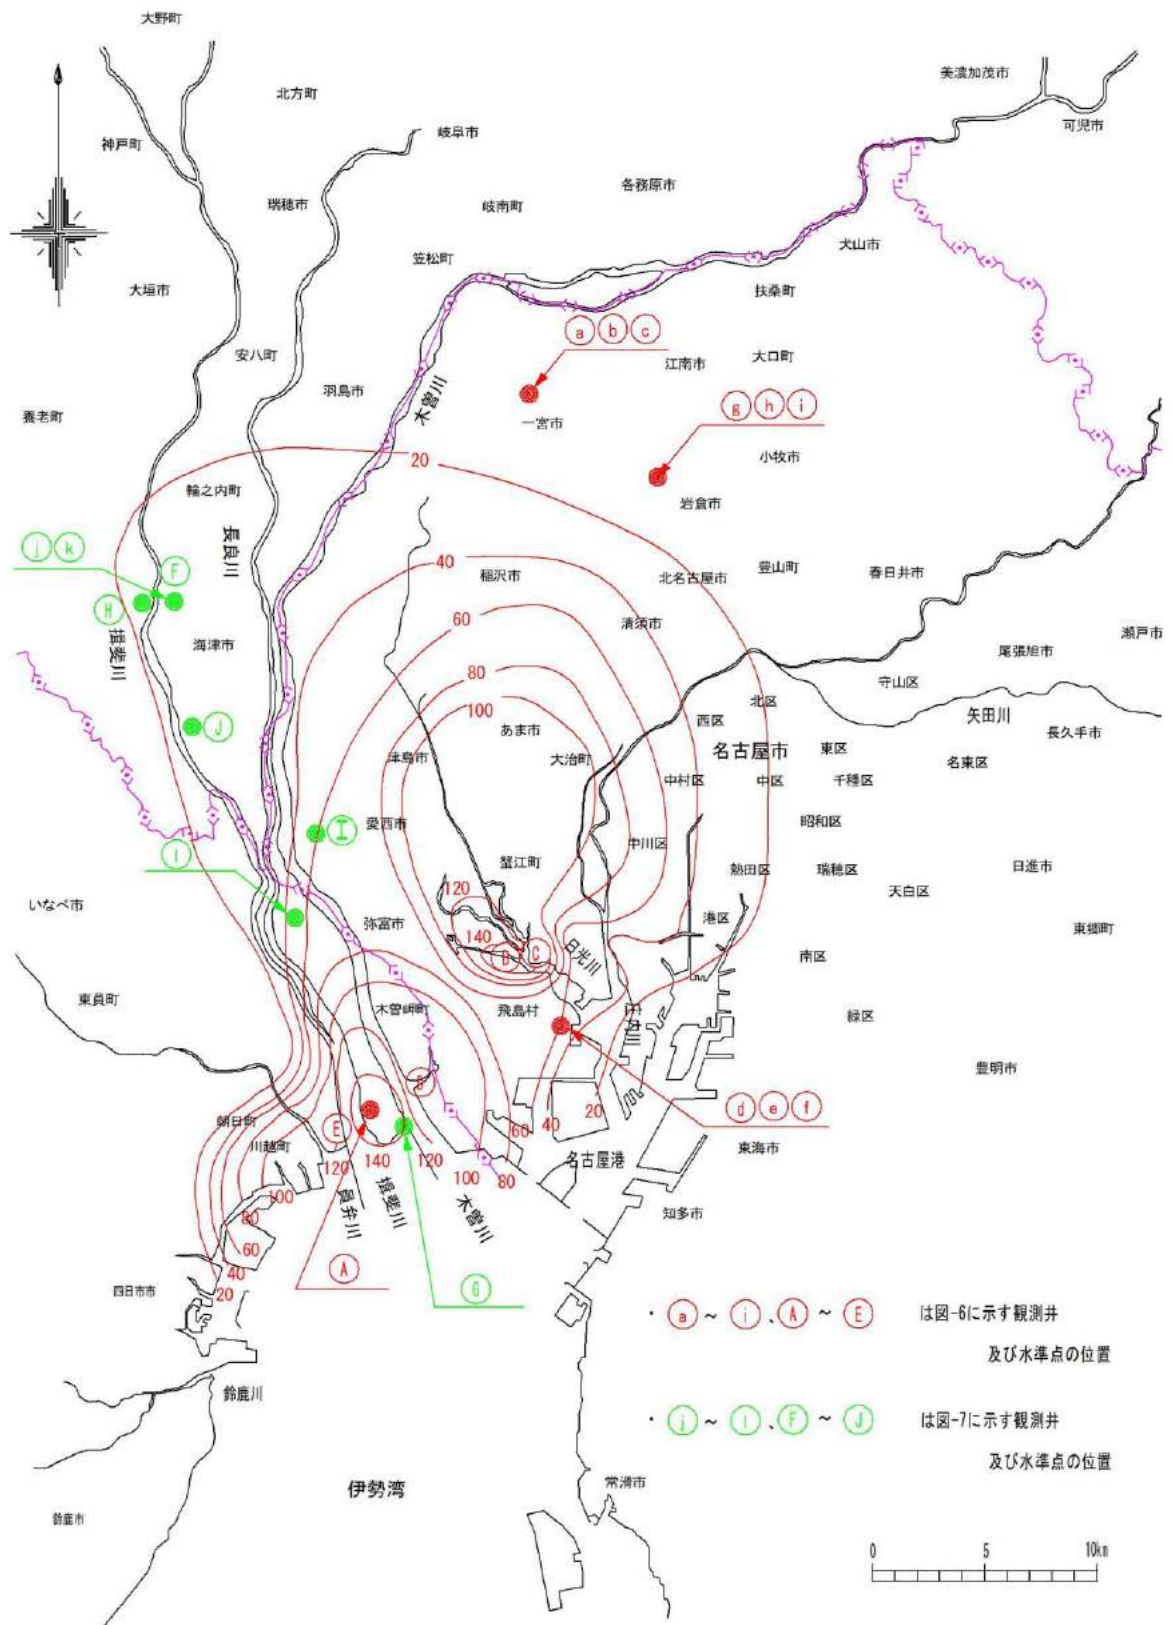 大野町
美濃加茂市
北方町
可児市
岐阜市
神戸町
各務原市
瑞穂市
岐南町
犬山市
笠松町
大垣市
扶桑町
a b c
安八町
江南市
大口町
羽島市
木曽川
養老町
一宮市
g h i
20
小牧市
輪之内町
岩倉市
長良川
j k
F
40
稲沢市
北名古屋市
豊山町
春日井市
H
60
清須市
揖斐川
海津市
瀬戸市
尾張旭市
80
守山区
北区
100
西区
矢田川
J
あま市
長久手市
津島市
大治町
名古屋市
東区
名東区
中村区
中区
千種区
愛西市
I
昭和区
中川区
l
蟹江町
熱田区
瑞穂区
日進市
120
天白区
いなべ市
弥富市
港区
140
日光川
東郷町
B
C
南区
東員町
木曽岬町
飛島村
庄内川
緑区
豊明市
D
朝日町
E
d e f
20
40
60
川越町
東海市
120
140
120
100
80
名古屋港
100
員弁川
揖斐川
木曽川
80
知多市
60
40
A
G
四日市市
20
・ a ~ i 、 A ~ E は図-6に示す観測井
及び水準点の位置
鈴鹿川
・ j ~ l 、 F ~ J は図-7に示す観測井
及び水準点の位置
伊勢湾
常滑市
鈴鹿市
0 5 10km